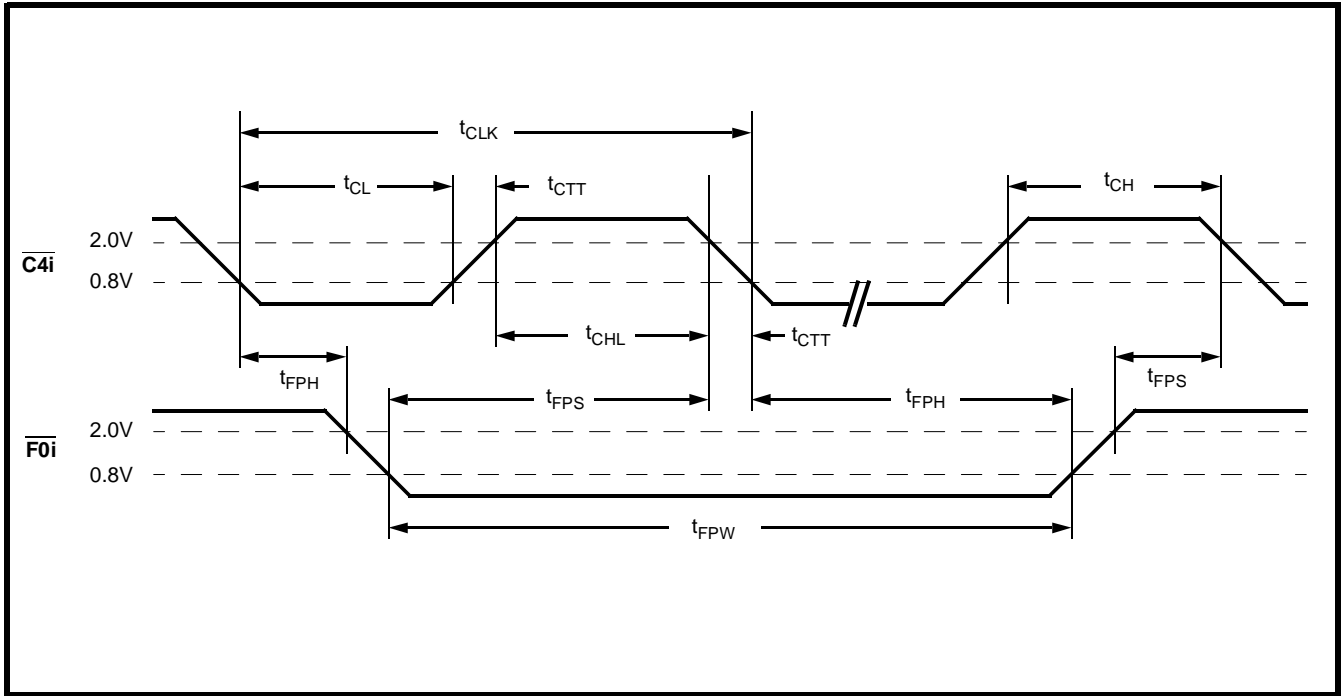 tCLK
tCL
tCTT
tCH
2.0V
C4i
0.8V
tCHL
tCTT
tFPH
tFPS
tFPS
tFPH
2.0V
F0i
0.8V
tFPW